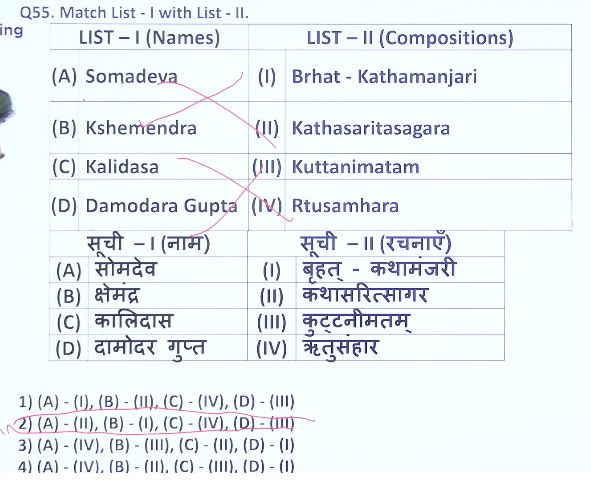 Q55. Match List - I with List - II.
ing
LIST – I (Names) LIST – II (Compositions)
(A) Somadeva (I) Brhat - Kathamanjari
(B) Kshemendra (II) Kathasaritasagara
(C) Kalidasa (III) Kuttanimatam
(D) Damodara Gupta (IV) Rtusamhara
सूची – I (नाम) सूची – II (रचनाएँ)
(A) सोमदेव (I) बृहत् - कथामंजरी
(B) क्षेमंद्र (II) कथासरित्सागर
(C) कालिदास (III) कुट्टनीमतम्
(D) दामोदर गुप्त (IV) ऋतुसंहार
1) (A) - (I), (B) - (II), (C) - (IV), (D) - (III)
2) (A) - (II), (B) - (I), (C) - (IV), (D) - (III)
3) (A) - (IV), (B) - (III), (C) - (II), (D) - (I)
4) (A) - (IV), (B) - (II), (C) - (III), (D) - (I)